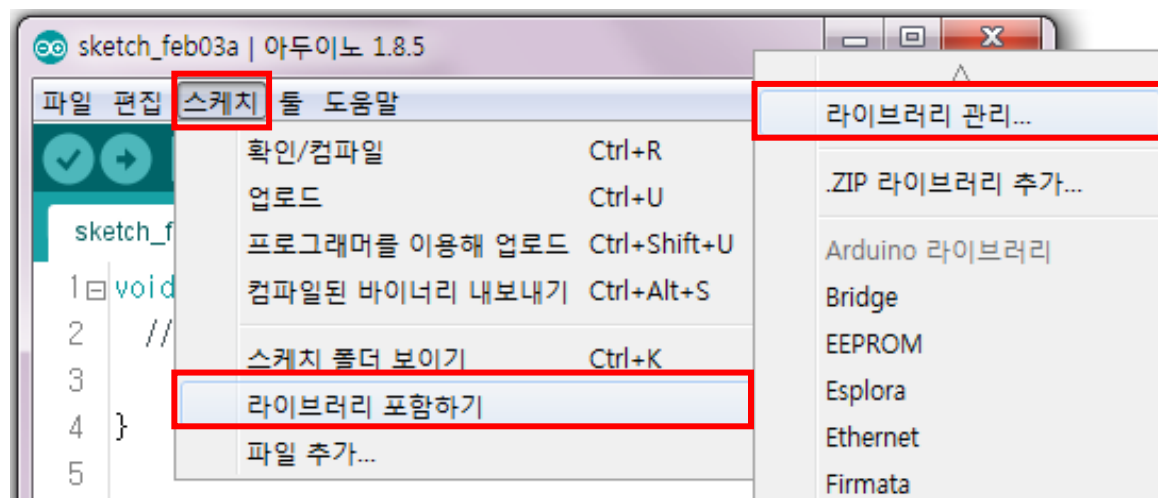 sketch_feb03a | 아두이노 1.8.5
파일 편집 스케치 툴 도움말
확인/컴파일 Ctrl+R
업로드 Ctrl+U
프로그래머를 이용해 업로드 Ctrl+Shift+U
컴파일된 바이너리 내보내기 Ctrl+Alt+S
스케치 폴더 보이기 Ctrl+K
라이브러리 포함하기
파일 추가...
라이브러리 관리...
.ZIP 라이브러리 추가...
Arduino 라이브러리
Bridge
EEPROM
Esplora
Ethernet
Firmata
sketch_f
1 void
2 //
3
4 }
5